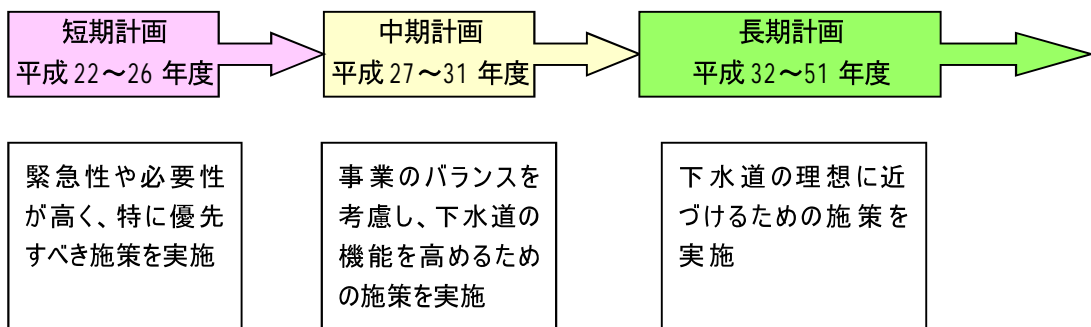 短期計画
平成 22～26 年度
中期計画
平成 27～31 年度
長期計画
平成 32～51 年度
緊急性や必要性
が高く、特に優先
すべき施策を実施
事業のバランスを
考慮し、下水道の
機能を高めるため
の施策を実施
下水道の理想に近
づけるための施策を
実施